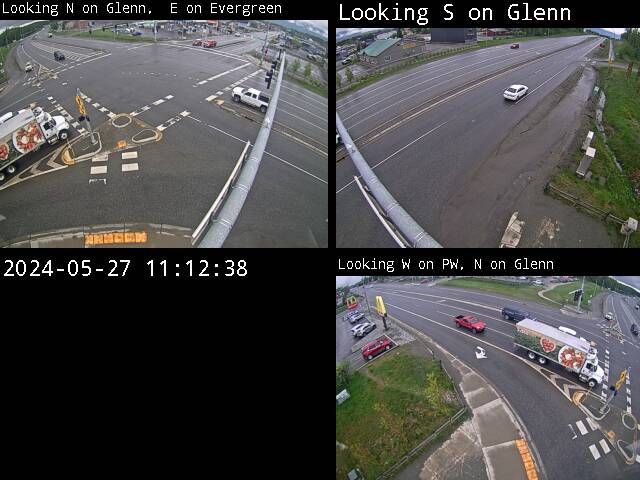 Looking N on Glenn, E on Evergreen
Looking S on Glenn
2024-05-27 11:12:38
Looking W on PW, N on Glenn